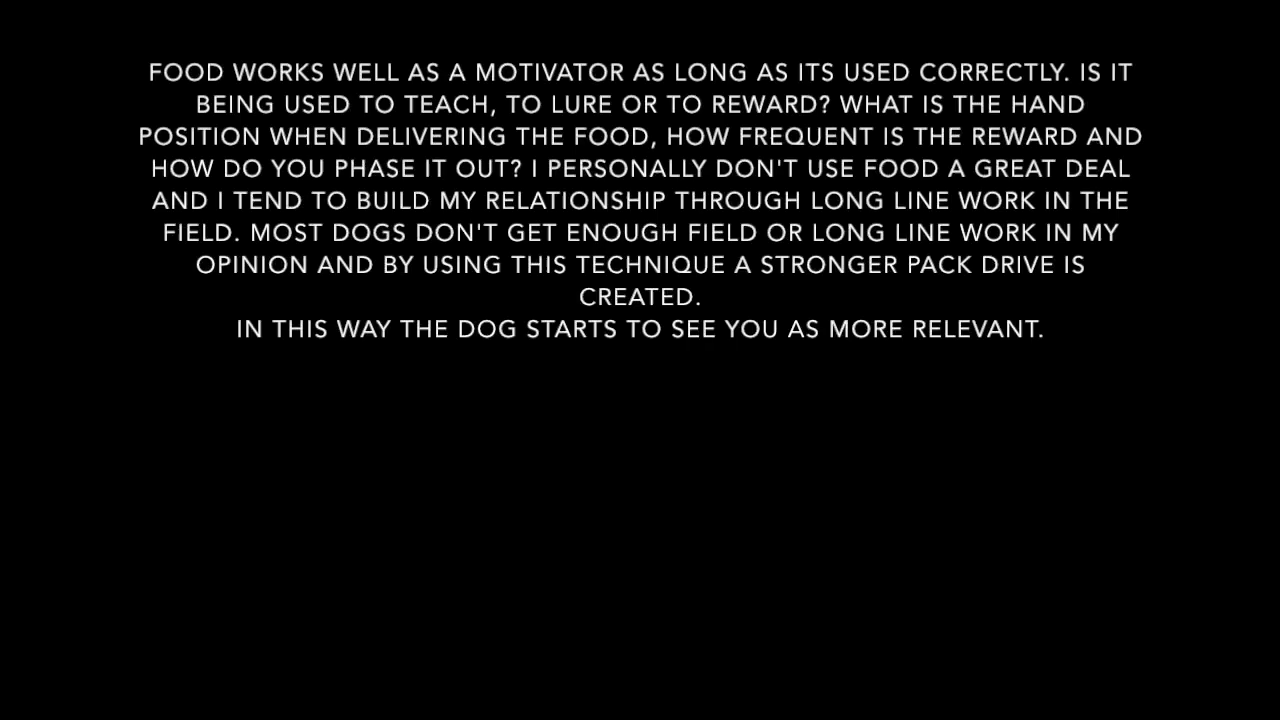 FOOD WORKS WELL AS A MOTIVATOR AS LONG AS ITS USED CORRECTLY. IS IT
BEING USED TO TEACH, TO LURE OR TO REWARD? WHAT IS THE HAND
POSITION WHEN DELIVERING THE FOOD, HOW FREQUENT IS THE REWARD AND
HOW DO YOU PHASE IT OUT? I PERSONALLY DON'T USE FOOD A GREAT DEAL
AND I TEND TO BUILD MY RELATIONSHIP THROUGH LONG LINE WORK IN THE
FIELD. MOST DOGS DON'T GET ENOUGH FIELD OR LONG LINE WORK IN MY
OPINION AND BY USING THIS TECHNIQUE A STRONGER PACK DRIVE IS
CREATED.
IN THIS WAY THE DOG STARTS TO SEE YOU AS MORE RELEVANT.